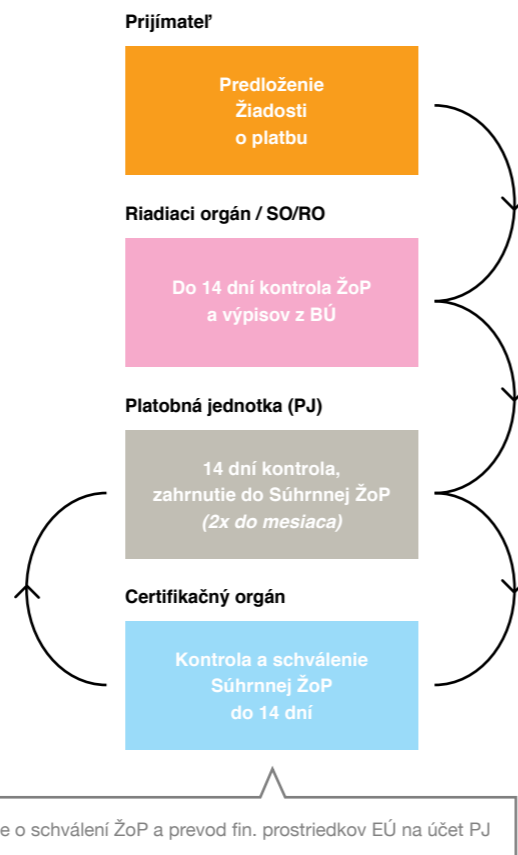 Prijímateľ
Predloženie
Žiadosti
o platbu
Riadiaci orgán / SO/RO
Do 14 dní kontrola ŽoP
a výpisov z BÚ
Platobná jednotka (PJ)
14 dní kontrola,
zahrnutie do Súhrnnej ŽoP
(2x do mesiaca)
Certifikačný orgán
Kontrola a schválenie
Súhrnnej ŽoP
do 14 dní
o schválení ŽoP a prevod fin. prostriedkov EÚ na účet PJ